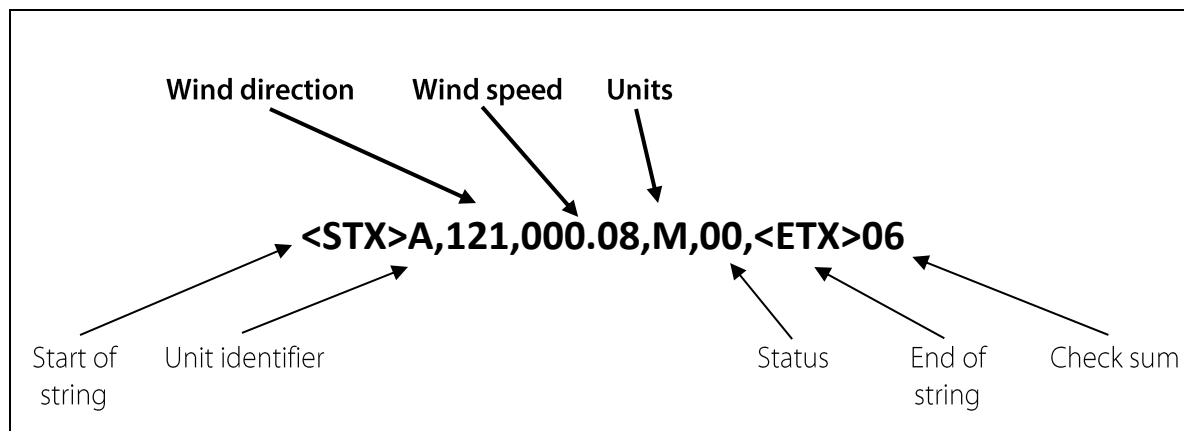 Wind direction Wind speed Units
<STX>A,121,000.08,M,00,<ETX>06
Start of string
Unit identifier
Status
End of string
Check sum